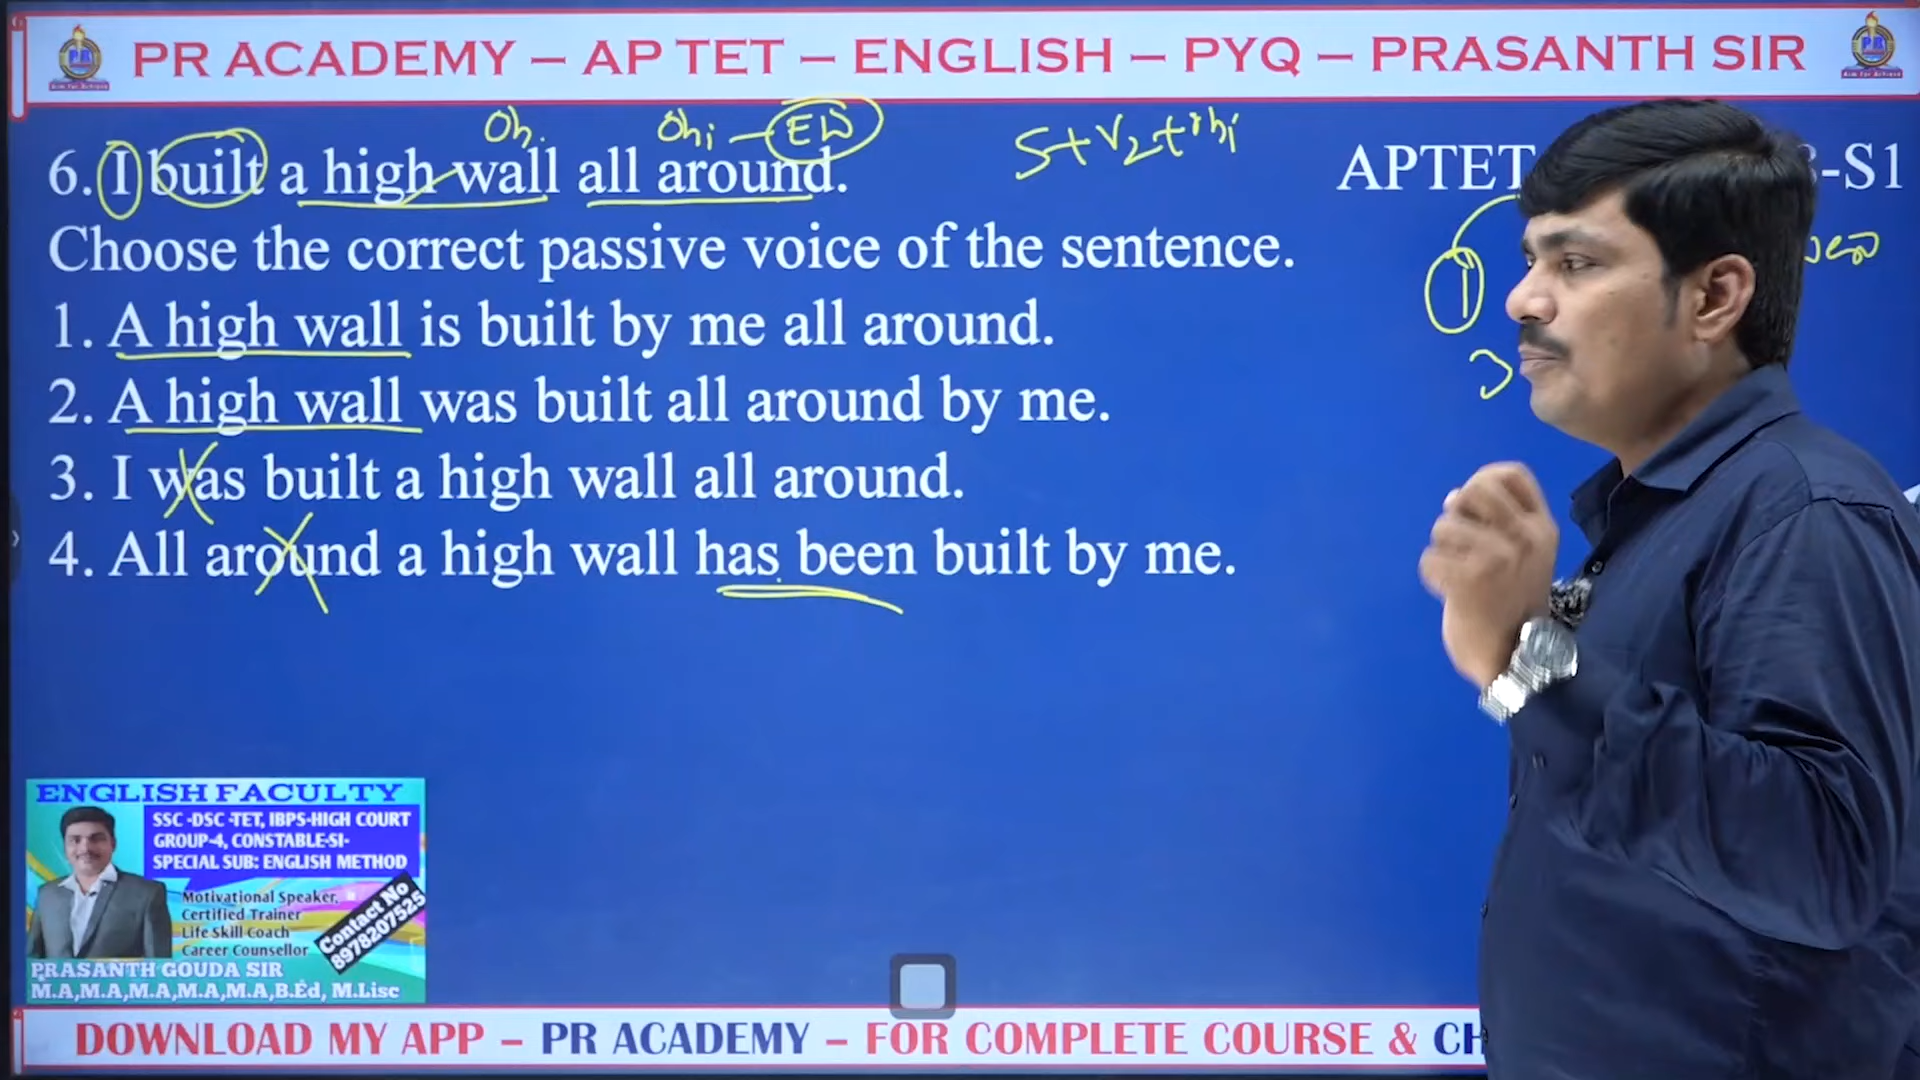 PR ACADEMY – AP TET – ENGLISH – PYQ – PRASANTH SIR
6. I built a high wall all around.
APTET
-S1
S+V2+Obj
EW
Choose the correct passive voice of the sentence.
1
1. A high wall is built by me all around.
2. A high wall was built all around by me.
3. I was built a high wall all around.
4. All around a high wall has been built by me.
ENGLISH FACULTY
SSC -DSC -TET, IBPS-HIGH COURT
GROUP-4, CONSTABLE-SI-
SPECIAL SUB: ENGLISH METHOD
Motivational Speaker,
Certified Trainer
Life Skill Coach
Career Counsellor
Contact No
8978207525
PRASANTH GOUDA SIR
M.A,M.A,M.A,M.A,M.A,B.Ed, M.Lisc
DOWNLOAD MY APP – PR ACADEMY – FOR COMPLETE COURSE & CH